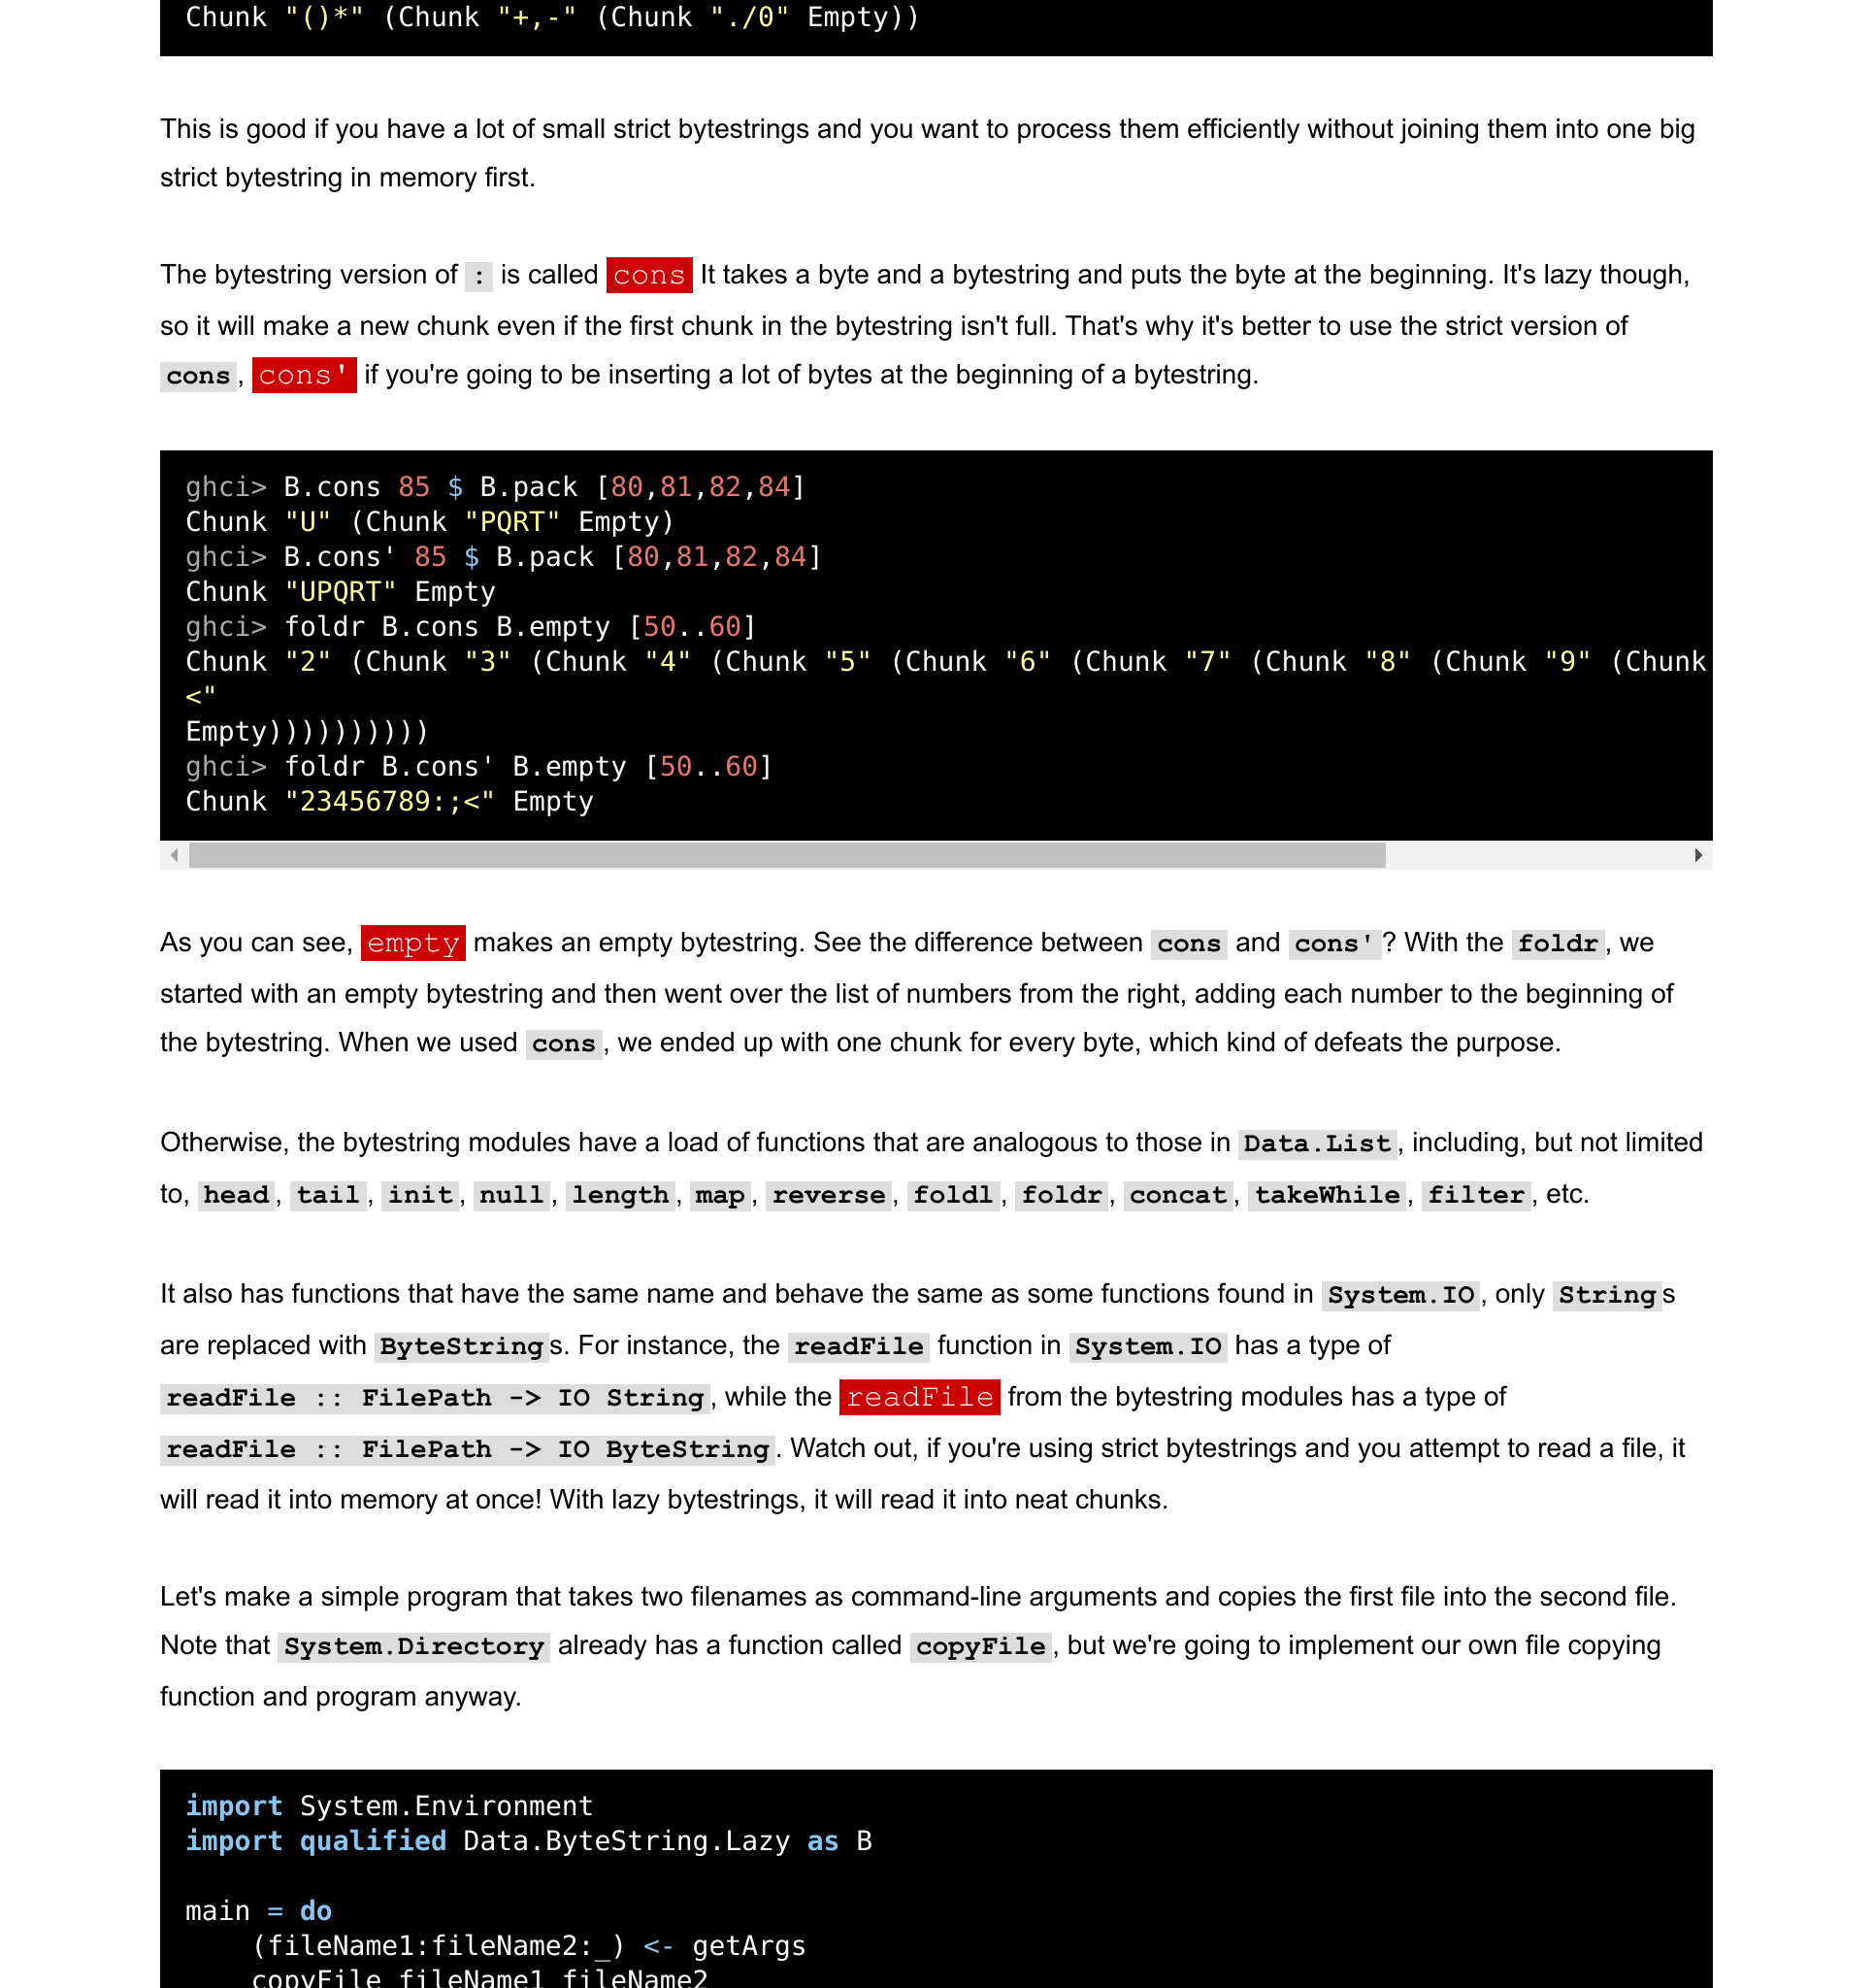 Chunk "()*" (Chunk "+,-" (Chunk "./0" Empty))
This is good if you have a lot of small strict bytestrings and you want to process them efficiently without joining them into one big
strict bytestring in memory first.
The bytestring version of : is called cons It takes a byte and a bytestring and puts the byte at the beginning. It's lazy though,
so it will make a new chunk even if the first chunk in the bytestring isn't full. That's why it's better to use the strict version of
cons, cons' if you're going to be inserting a lot of bytes at the beginning of a bytestring.
ghci> B.cons 85 $ B.pack [80,81,82,84]
Chunk "U" (Chunk "PQRT" Empty)
ghci> B.cons' 85 $ B.pack [80,81,82,84]
Chunk "UPQRT" Empty
ghci> foldr B.cons B.empty [50..60]
Chunk "2" (Chunk "3" (Chunk "4" (Chunk "5" (Chunk "6" (Chunk "7" (Chunk "8" (Chunk "9" (Chunk
<"
Empty))))))))))
ghci> foldr B.cons' B.empty [50..60]
Chunk "23456789:;<" Empty
As you can see, empty makes an empty bytestring. See the difference between cons and cons'? With the foldr, we
started with an empty bytestring and then went over the list of numbers from the right, adding each number to the beginning of
the bytestring. When we used cons, we ended up with one chunk for every byte, which kind of defeats the purpose.
Otherwise, the bytestring modules have a load of functions that are analogous to those in Data.List, including, but not limited
to, head, tail, init, null, length, map, reverse, foldl, foldr, concat, takeWhile, filter, etc.
It also has functions that have the same name and behave the same as some functions found in System.IO, only Strings
are replaced with ByteStrings. For instance, the readFile function in System.IO has a type of
readFile :: FilePath -> IO String, while the readFile from the bytestring modules has a type of
readFile :: FilePath -> IO ByteString. Watch out, if you're using strict bytestrings and you attempt to read a file, it
will read it into memory at once! With lazy bytestrings, it will read it into neat chunks.
Let's make a simple program that takes two filenames as command-line arguments and copies the first file into the second file.
Note that System.Directory already has a function called copyFile, but we're going to implement our own file copying
function and program anyway.
import System.Environment
import qualified Data.ByteString.Lazy as B
main = do
    (fileName1:fileName2:_) <- getArgs
    copyFile fileName1 fileName2